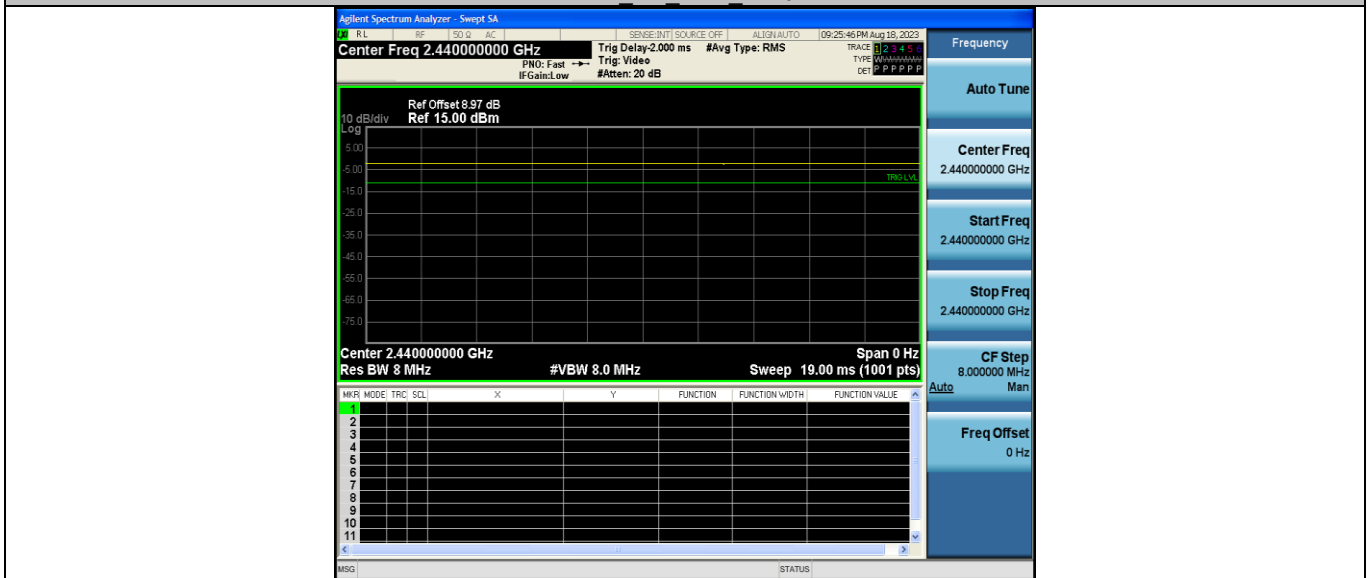 Agilent Spectrum Analyzer - Swept SA
RL RF 50 Ω AC SENSE:INT SOURCE OFF ALIGN AUTO 09:25:46 PM Aug 18, 2023
Center Freq 2.440000000 GHz
PNO: Fast
IFGain:Low
Trig Delay-2.000 ms #Avg Type: RMS
Trig: Video
#Atten: 20 dB
TRACE 1 2 3 4 5 6
TYPE
DET P P P P P P
Ref Offset 8.97 dB
10 dB/div Ref 15.00 dBm
Log
5.00
-5.00
TRIG LVL
-15.0
-25.0
-35.0
-45.0
-55.0
-65.0
-75.0
Center 2.440000000 GHz Span 0 Hz
Res BW 8 MHz #VBW 8.0 MHz Sweep 19.00 ms (1001 pts)
MKR MODE TRC SCL X Y FUNCTION FUNCTION WIDTH FUNCTION VALUE
1
2
3
4
5
6
7
8
9
10
11
MSG STATUS
Frequency
Auto Tune
Center Freq
2.440000000 GHz
Start Freq
2.440000000 GHz
Stop Freq
2.440000000 GHz
CF Step
8.000000 MHz
Auto Man
Freq Offset
0 Hz